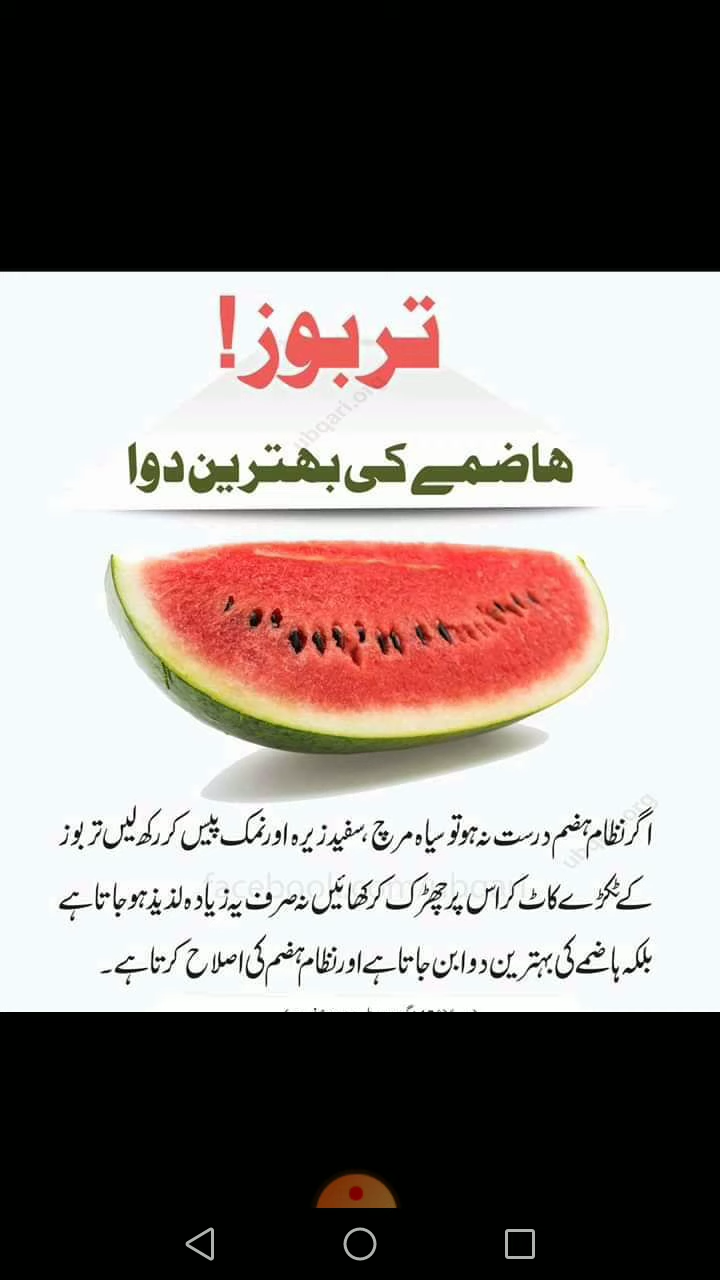 تربوز!
ھاضمے کی بھترین دوا
اگر نظام ہضم درست نہ ہو تو سیاہ مرچ، سفید زیرہ اور نمک پیس کر رکھ لیں تربوز
کے ٹکڑے کاٹ کر اس پر چھڑک کر کھائیں نہ صرف یہ زیادہ لذیذ ہو جاتا ہے
بلکہ ہاضمے کی بہترین دوا بن جاتا ہے اور نظام ہضم کی اصلاح کرتا ہے۔